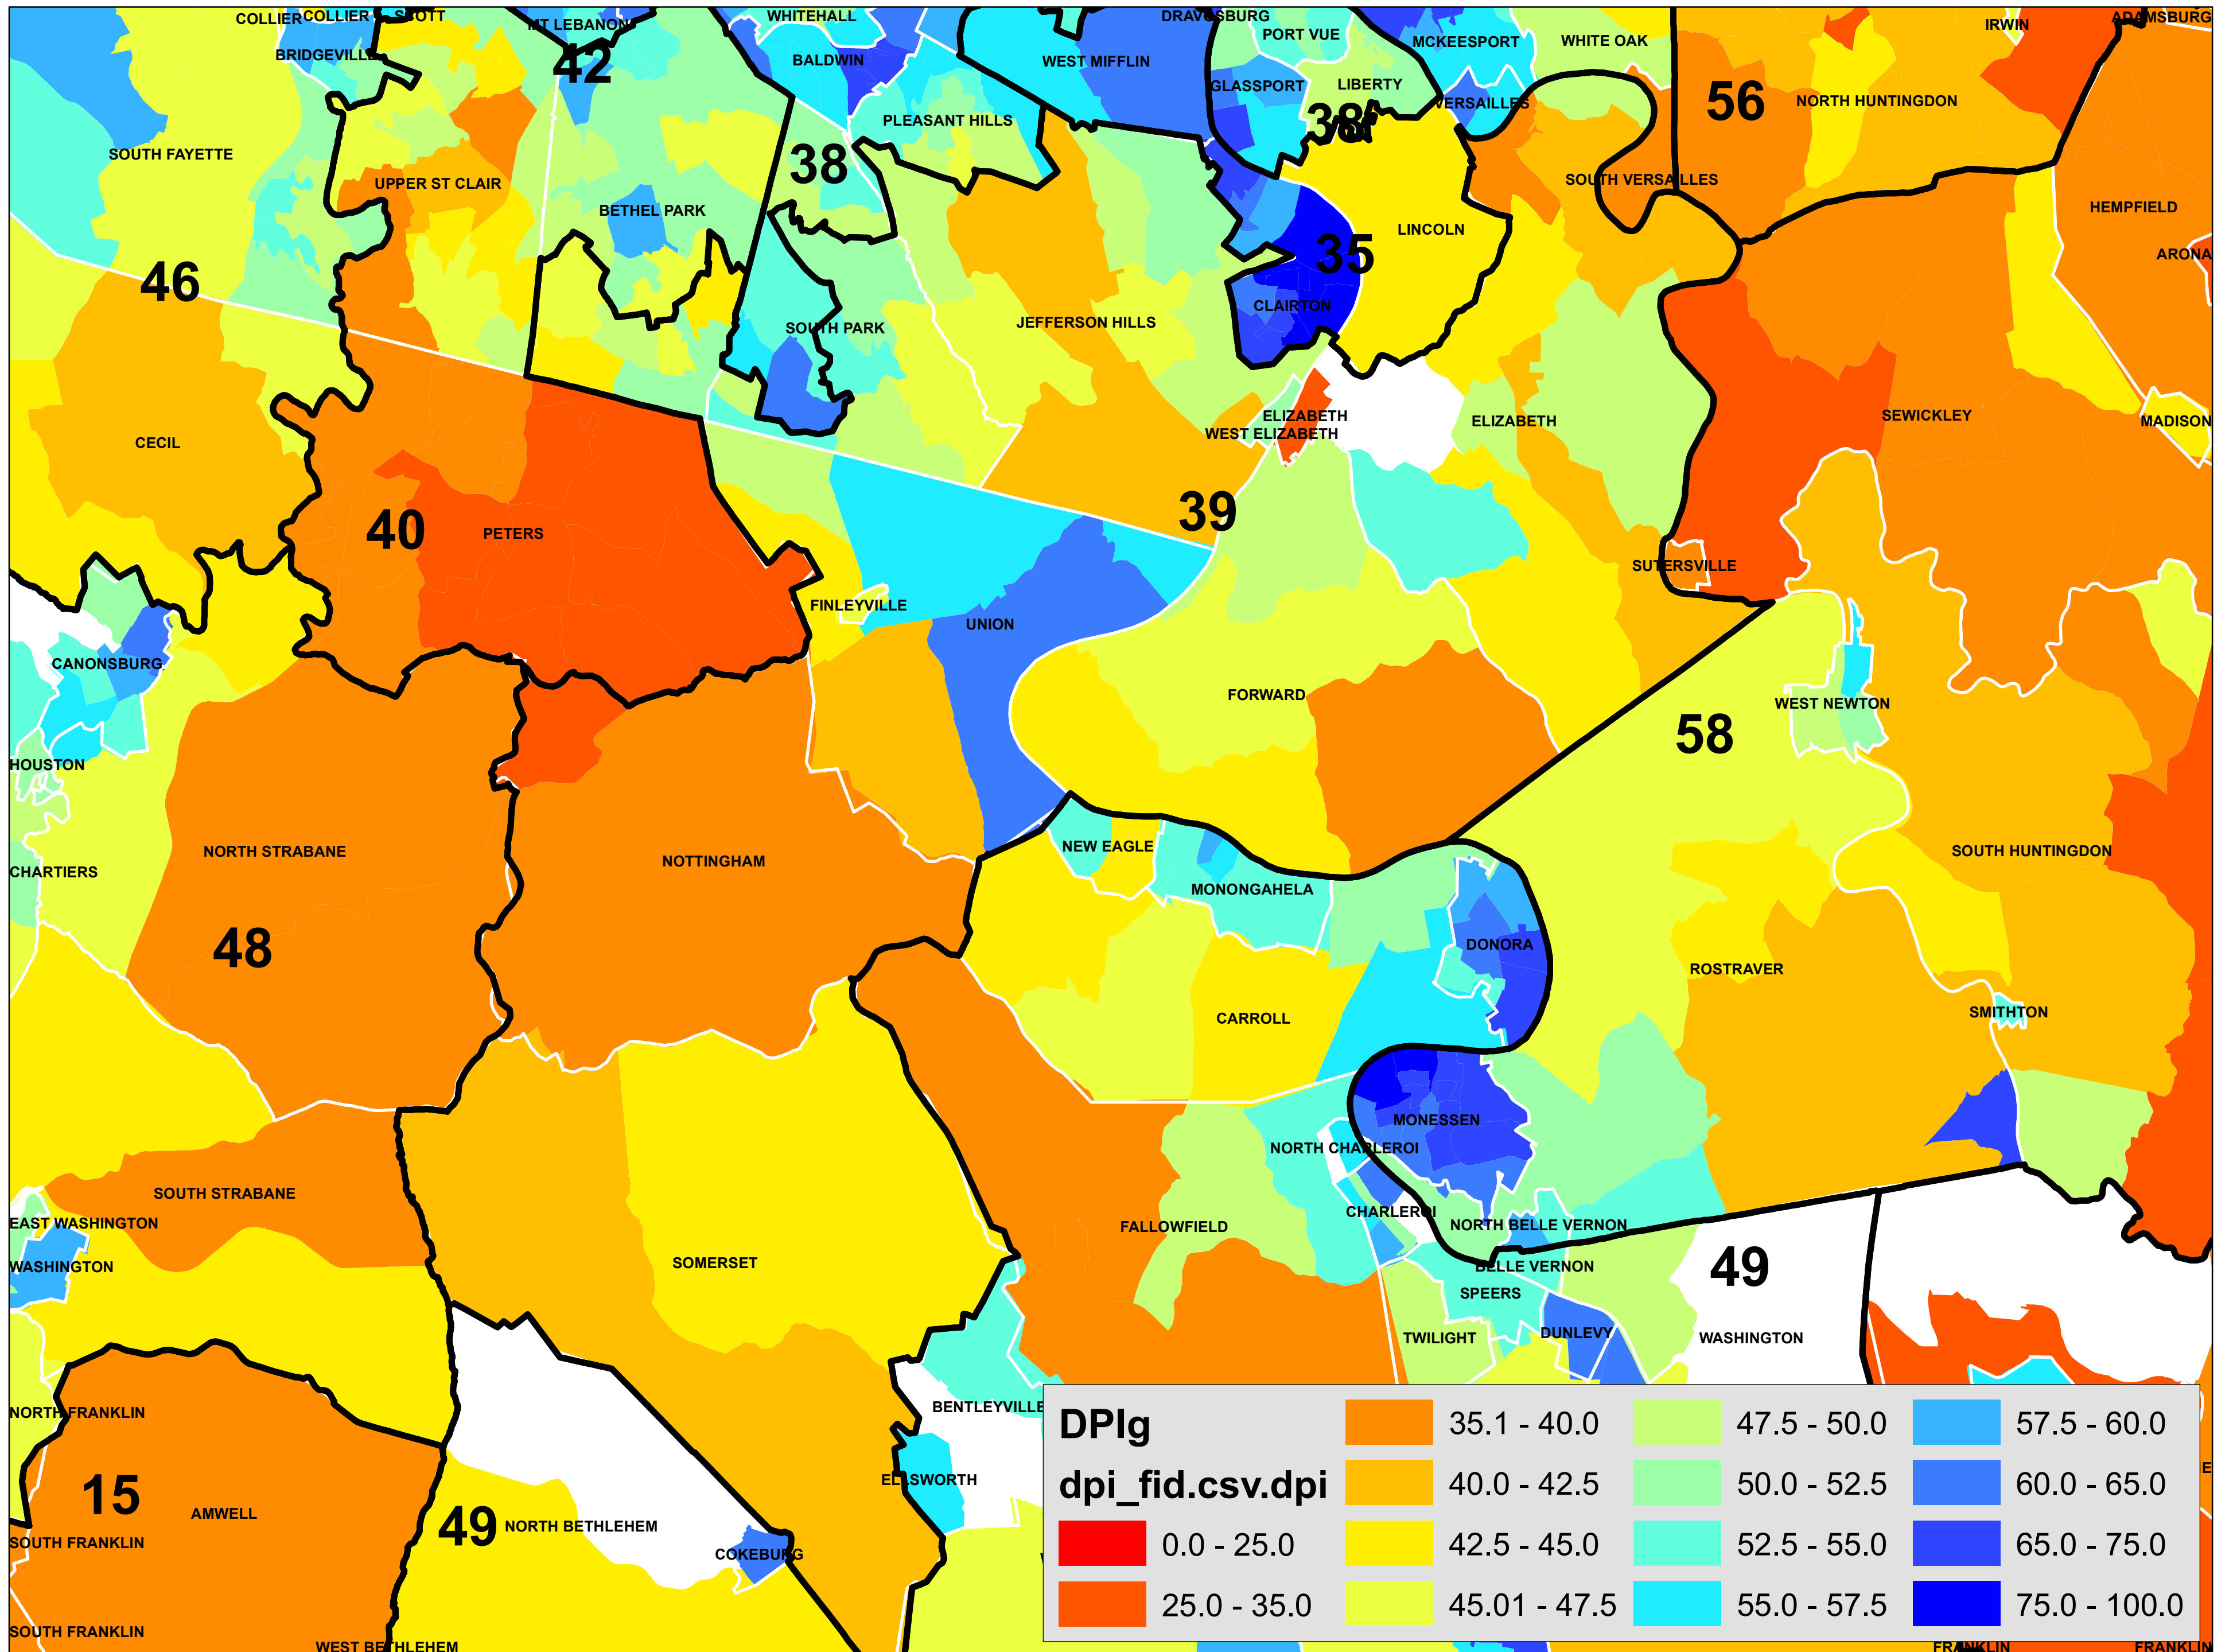 COLLIER
COLLIER
SCOTT
MT LEBANON
WHITEHALL
DRAVOSBURG
PORT VUE
MCKEESPORT
WHITE OAK
IRWIN
ADAMSBURG
BRIDGEVILLE
42
BALDWIN
WEST MIFFLIN
GLASSPORT
LIBERTY
VERSAILLES
56
NORTH HUNTINGDON
SOUTH FAYETTE
UPPER ST CLAIR
BETHEL PARK
38
PLEASANT HILLS
38
SOUTH VERSAILLES
HEMPFIELD
LINCOLN
35
ARONA
46
CLAIRTON
SOUTH PARK
JEFFERSON HILLS
ELIZABETH
WEST ELIZABETH
ELIZABETH
SEWICKLEY
MADISON
CECIL
40
PETERS
39
SUTERSVILLE
FINLEYVILLE
UNION
CANONSBURG
FORWARD
58
WEST NEWTON
HOUSTON
NORTH STRABANE
NOTTINGHAM
NEW EAGLE
MONONGAHELA
SOUTH HUNTINGDON
CHARTIERS
48
DONORA
ROSTRAVER
CARROLL
SMITHTON
MONESSEN
NORTH CHARLEROI
SOUTH STRABANE
EAST WASHINGTON
WASHINGTON
SOMERSET
FALLOWFIELD
CHARLEROI
NORTH BELLE VERNON
BELLE VERNON
49
SPEERS
TWILIGHT
DUNLEVY
WASHINGTON
NORTH FRANKLIN
BENTLEYVILLE
ELLSWORTH
15
AMWELL
49
NORTH BETHLEHEM
COKEBURG
SOUTH FRANKLIN
SOUTH FRANKLIN
WEST BETHLEHEM
FRANKLIN
FRANKLIN
DPIg
dpi_fid.csv.dpi
0.0 - 25.0
25.0 - 35.0
35.1 - 40.0
40.0 - 42.5
42.5 - 45.0
45.01 - 47.5
47.5 - 50.0
50.0 - 52.5
52.5 - 55.0
55.0 - 57.5
57.5 - 60.0
60.0 - 65.0
65.0 - 75.0
75.0 - 100.0